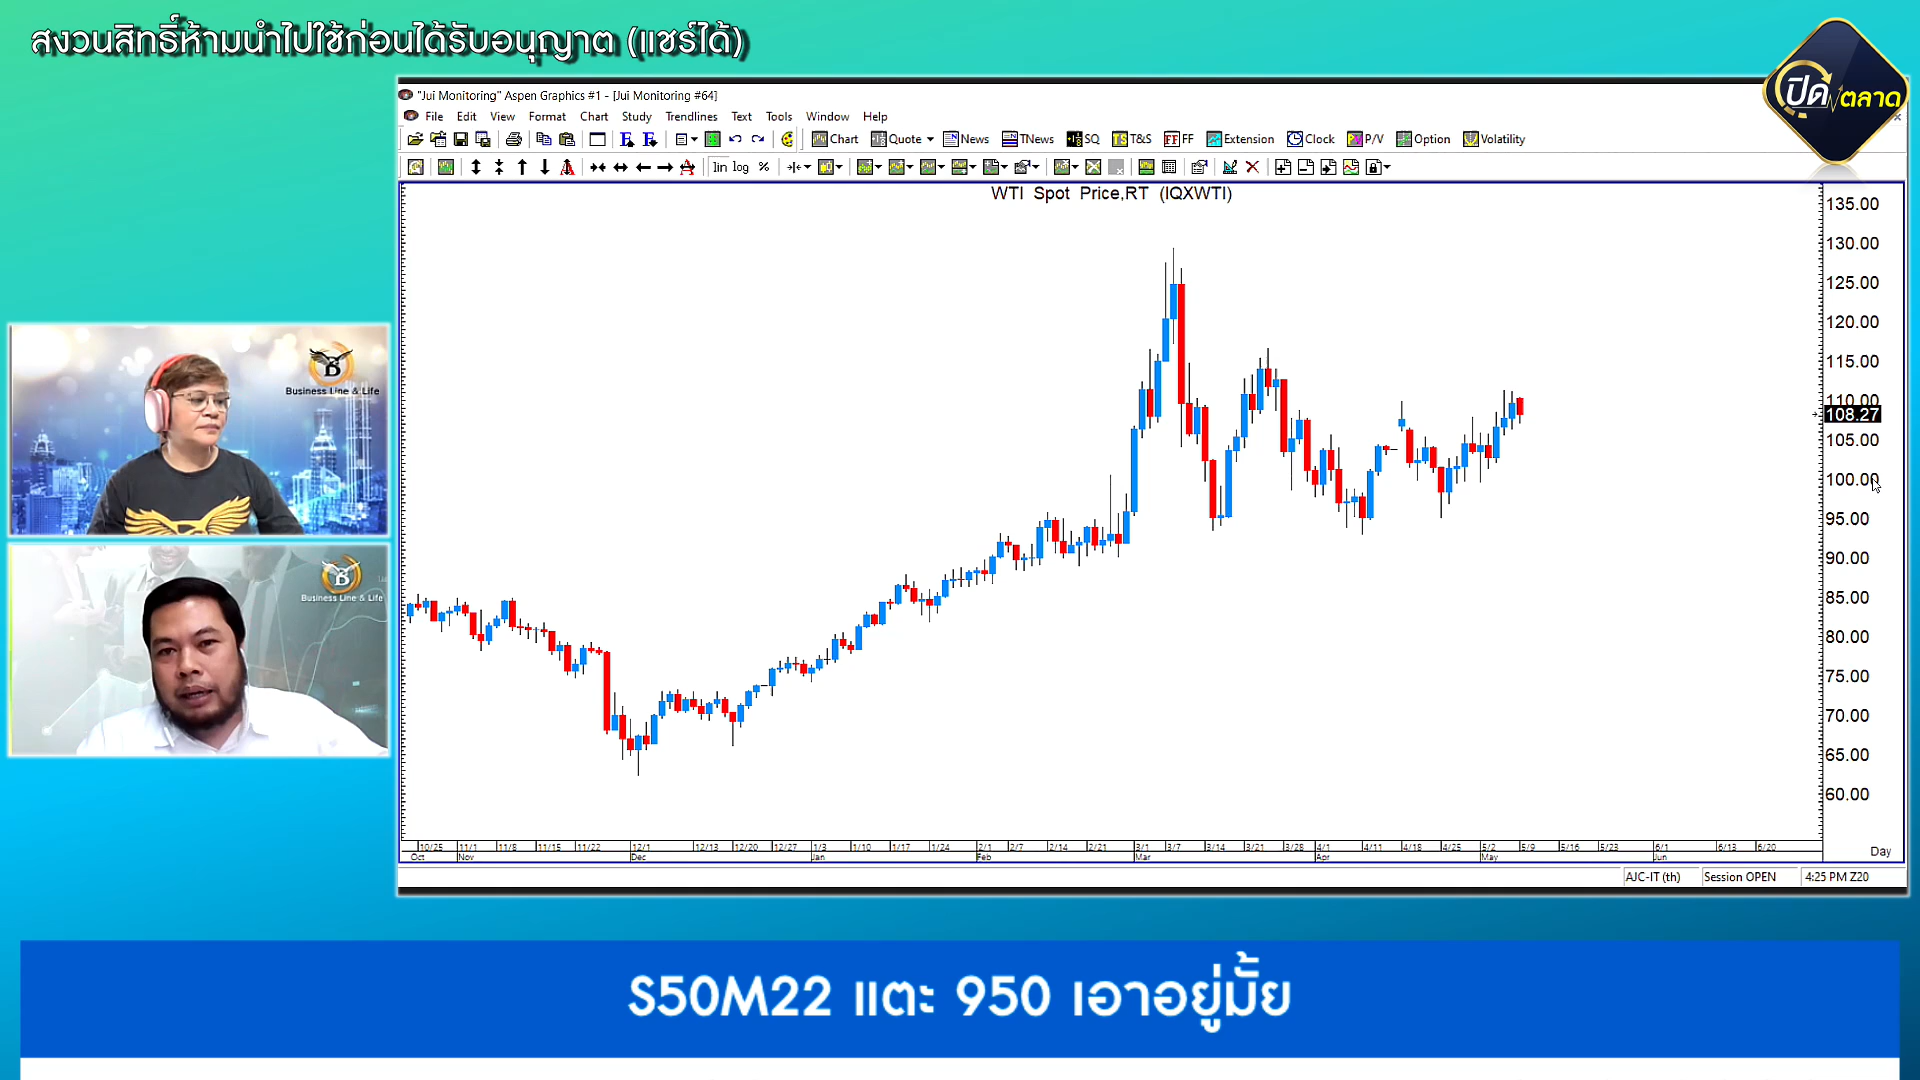 สงวนสิทธิ์ห้ามนำไปใช้ก่อนได้รับอนุญาต (แชร์ได้)
ปิดตลาด
"Jui Monitoring" Aspen Graphics #1 - [Jui Monitoring #64]
File Edit View Format Chart Study Trendlines Text Tools Window Help
Chart Quote News TNews SQ T&S FF Extension Clock P/V Option Volatility
lin log %
WTI Spot Price,RT (IQXWTI)
135.00
130.00
125.00
120.00
115.00
110.00
108.27
105.00
100.00
95.00
90.00
85.00
80.00
75.00
70.00
65.00
60.00
B
Business Line & Life
B
Business Line & Life
10/25 11/1 11/8 11/15 11/22 12/1 12/13 12/20 12/27 1/3 1/10 1/17 1/24 2/1 2/7 2/14 2/21 3/1 3/7 3/14 3/21 3/28 4/1 4/11 4/18 4/25 5/2 5/9 5/16 5/23 6/1 6/13 6/20
Oct Nov Dec Jan Feb Mar Apr May Jun
Day
AJC-IT (th) Session OPEN 4:25 PM Z20
S50M22 แตะ 950 เอาอยู่มั้ย